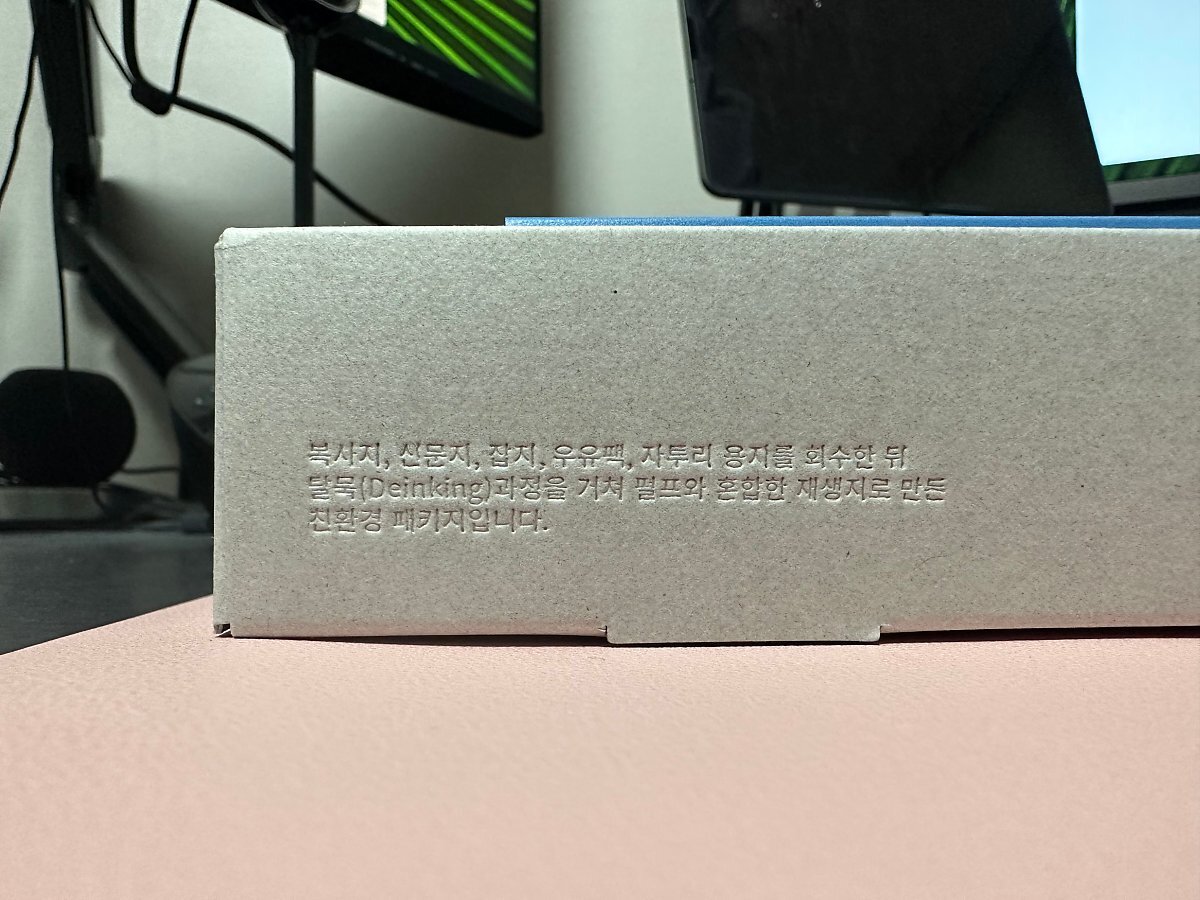 복사지, 신문지, 잡지, 우유팩, 자투리 용지를 회수한 뒤
탈묵(Deinking)과정을 거쳐 펄프와 혼합한 재생지로 만든
친환경 패키지입니다.